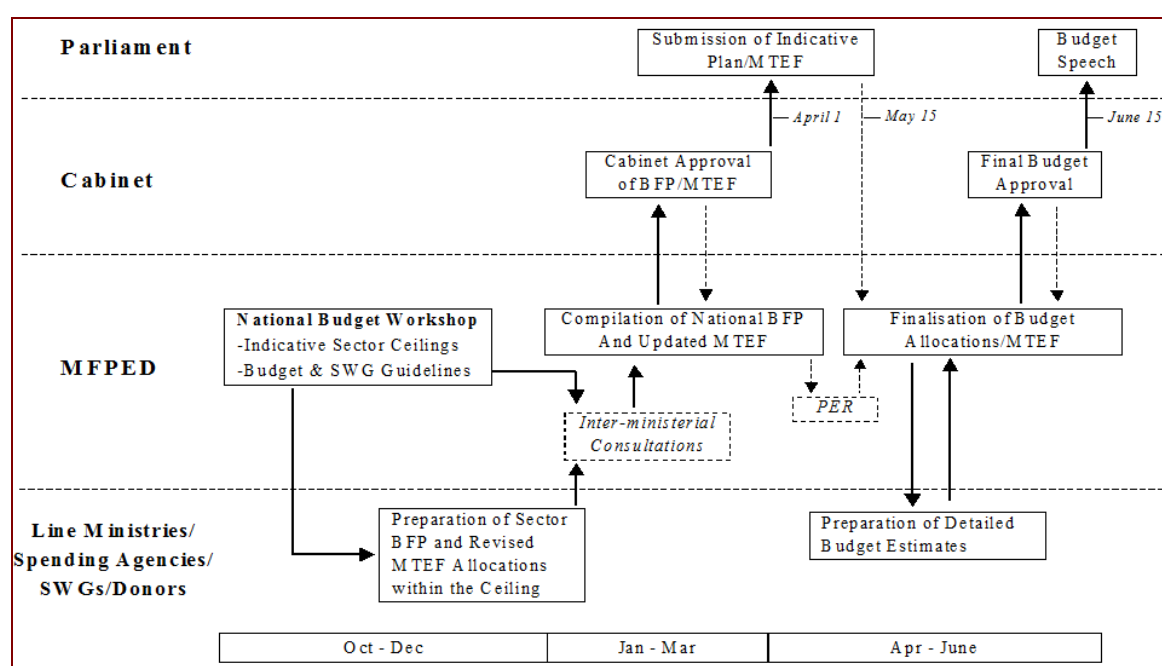 Parliament
Submission of Indicative
Plan/MTEF
Budget
Speech
April 1
May 15
June 15
Cabinet
Cabinet Approval
of BFP/MTEF
Final Budget
Approval
MFPED
National Budget Workshop
-Indicative Sector Ceilings
-Budget & SWG Guidelines
Compilation of National BFP
And Updated MTEF
Finalisation of Budget
Allocations/MTEF
PER
Inter-ministerial
Consultations
Line Ministries/
Spending Agencies/
SWGs/Donors
Preparation of Sector
BFP and Revised
MTEF Allocations
within the Ceiling
Preparation of Detailed
Budget Estimates
Oct - Dec
Jan - Mar
Apr - June